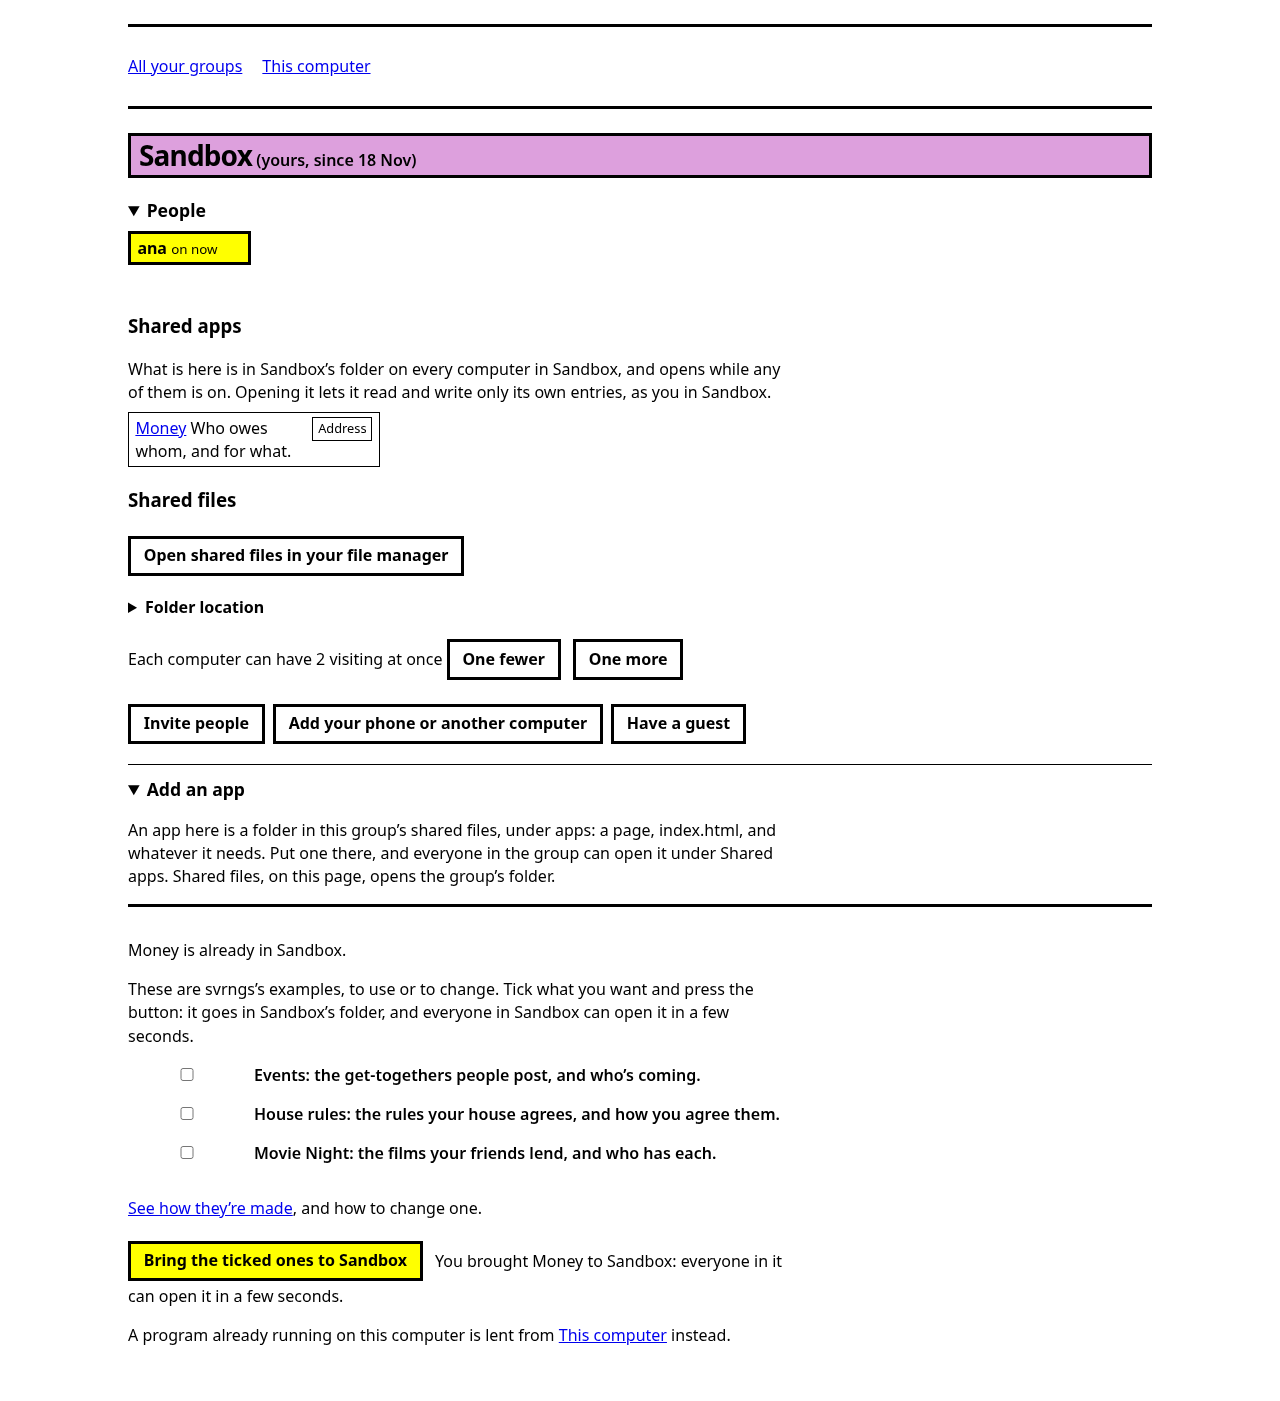 All your groups This computer
Sandbox (yours, since 18 Nov)
▼ People
ana on now
Shared apps
What is here is in Sandbox’s folder on every computer in Sandbox, and opens while any
of them is on. Opening it lets it read and write only its own entries, as you in Sandbox.
Money Who owes Address
whom, and for what.
Shared files
Open shared files in your file manager
▶ Folder location
Each computer can have 2 visiting at once One fewer One more
Invite people Add your phone or another computer Have a guest
▼ Add an app
An app here is a folder in this group’s shared files, under apps: a page, index.html, and
whatever it needs. Put one there, and everyone in the group can open it under Shared
apps. Shared files, on this page, opens the group’s folder.
Money is already in Sandbox.
These are svrngs’s examples, to use or to change. Tick what you want and press the
button: it goes in Sandbox’s folder, and everyone in Sandbox can open it in a few
seconds.
Events: the get-togethers people post, and who’s coming.
House rules: the rules your house agrees, and how you agree them.
Movie Night: the films your friends lend, and who has each.
See how they’re made, and how to change one.
Bring the ticked ones to Sandbox You brought Money to Sandbox: everyone in it
can open it in a few seconds.
A program already running on this computer is lent from This computer instead.